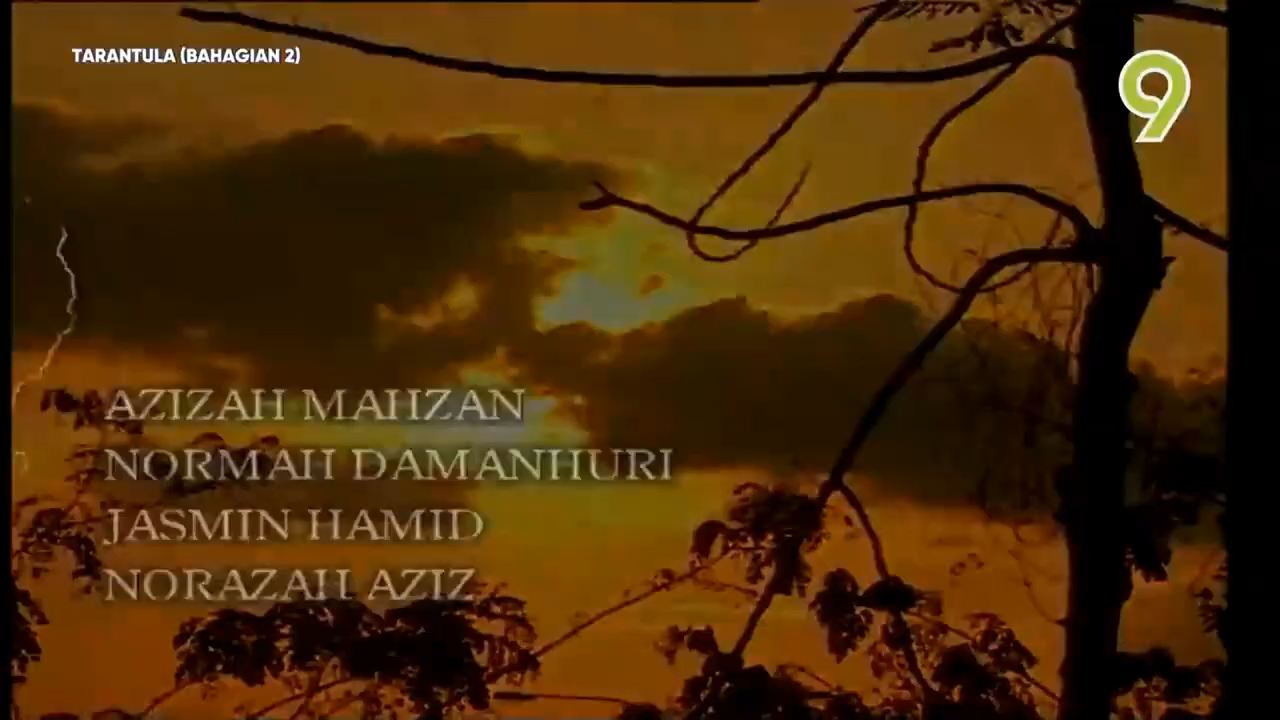 TARANTULA (BAHAGIAN 2)
9
AZIZAH MAHZAN
NORMAH DAMANHURI
JASMIN HAMID
NORAZAH AZIZ